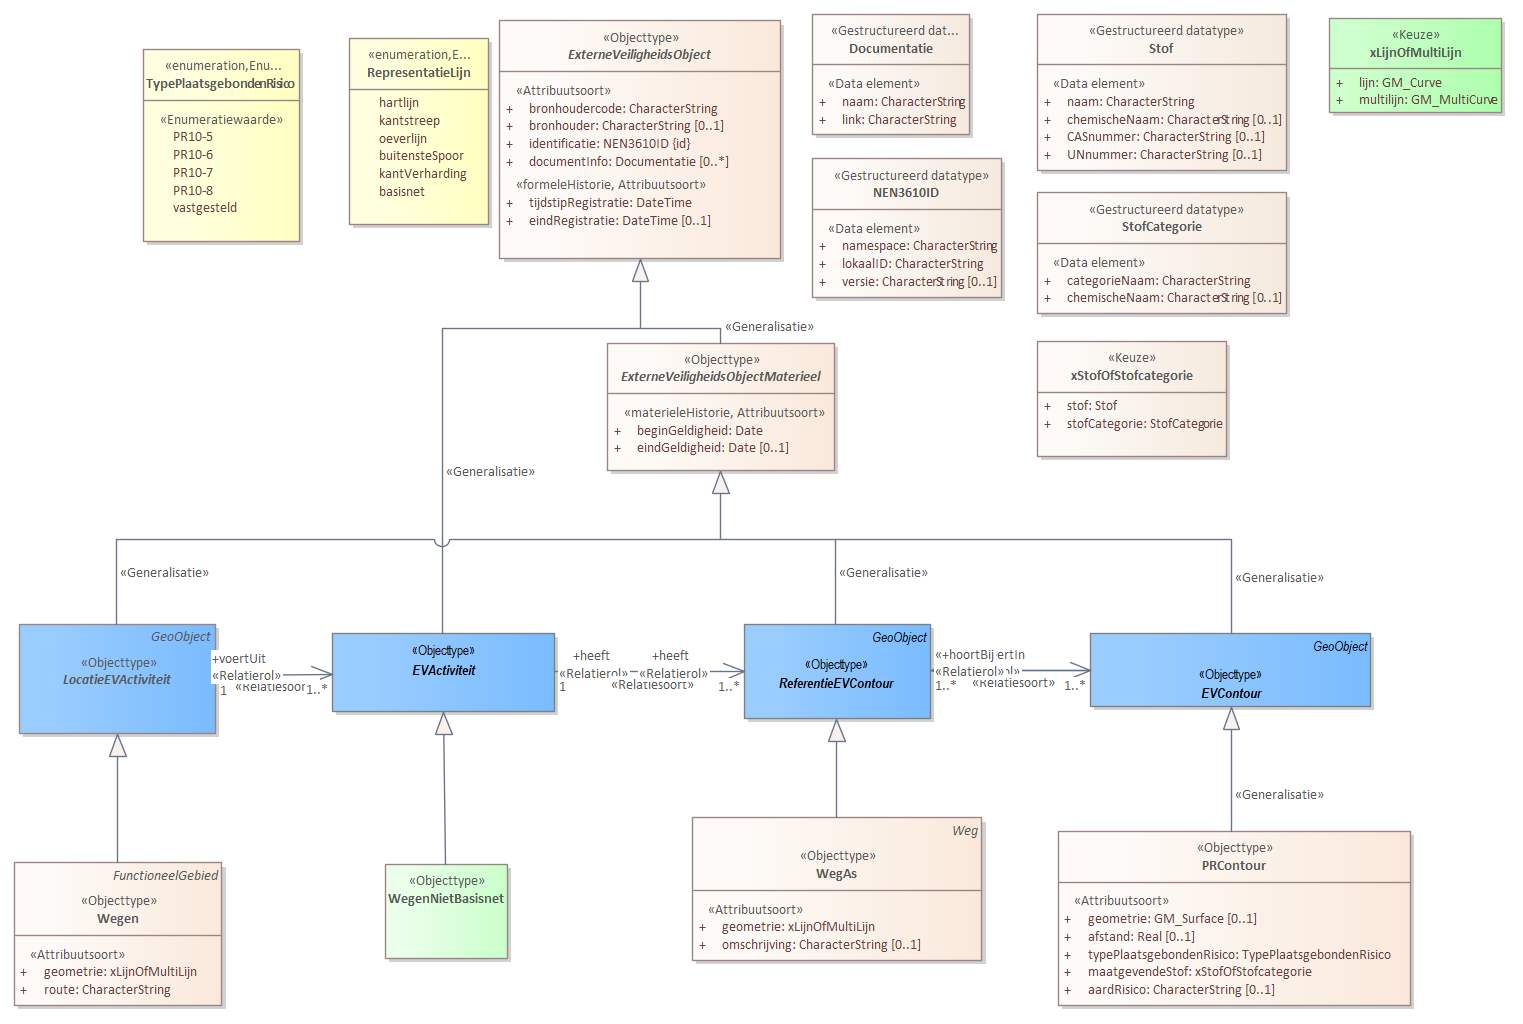 «enumeration,Enu...
TypePlaatsgebondenRisico
«Enumeratiewaarde»
PR10-5
PR10-6
PR10-7
PR10-8
vastgesteld
«enumeration,E...
RepresentatieLijn
hartlijn
kantstreep
oeverlijn
buitensteSpoor
kantVerharding
basisnet
«Objecttype»
ExterneVeiligheidsObject
«Attribuutsoort»
+ bronhoudercode: CharacterString
+ bronhouder: CharacterString [0..1]
+ identificatie: NEN3610ID {id}
+ documentInfo: Documentatie [0..*]
«formeleHistorie, Attribuutsoort»
+ tijdstipRegistratie: DateTime
+ eindRegistratie: DateTime [0..1]
«Gestructureerd dat...
Documentatie
«Data element»
+ naam: CharacterString
+ link: CharacterString
«Gestructureerd datatype»
NEN3610ID
«Data element»
+ namespace: CharacterString
+ lokaalID: CharacterString
+ versie: CharacterString [0..1]
«Gestructureerd datatype»
Stof
«Data element»
+ naam: CharacterString
+ chemischeNaam: CharacterString [0..1]
+ CASnummer: CharacterString [0..1]
+ UNnummer: CharacterString [0..1]
«Gestructureerd datatype»
StofCategorie
«Data element»
+ categorieNaam: CharacterString
+ chemischeNaam: CharacterString [0..1]
«Keuze»
xStofOfStofcategorie
+ stof: Stof
+ stofCategorie: StofCategorie
«Keuze»
xLijnOfMultiLijn
+ lijn: GM_Curve
+ multilijn: GM_MultiCurve
«Generalisatie»
«Objecttype»
ExterneVeiligheidsObjectMaterieel
«materieleHistorie, Attribuutsoort»
+ beginGeldigheid: Date
+ eindGeldigheid: Date [0..1]
«Generalisatie»
«Generalisatie»
«Generalisatie»
«Generalisatie»
GeoObject
«Objecttype»
LocatieEVActiviteit
+voertUit
«Relatierol»
1 «Relatiesoort 1..*
«Objecttype»
EVActiviteit
+heeft
«Relatierol»
1
«Relatiesoort»
+heeft
«Relatierol»
1..*
GeoObject
«Objecttype»
ReferentieEVContour
«Relatierol»
1..*
«Relatiesoort»
1..*
GeoObject
«Objecttype»
EVContour
«Generalisatie»
FunctioneelGebied
«Objecttype»
Wegen
«Attribuutsoort»
+ geometrie: xLijnOfMultiLijn
+ route: CharacterString
«Objecttype»
WegenNietBasisnet
Weg
«Objecttype»
WegAs
«Attribuutsoort»
+ geometrie: xLijnOfMultiLijn
+ omschrijving: CharacterString [0..1]
«Objecttype»
PRContour
«Attribuutsoort»
+ geometrie: GM_Surface [0..1]
+ afstand: Real [0..1]
+ typePlaatsgebondenRisico: TypePlaatsgebondenRisico
+ maatgevendeStof: xStofOfStofcategorie
+ aardRisico: CharacterString [0..1]